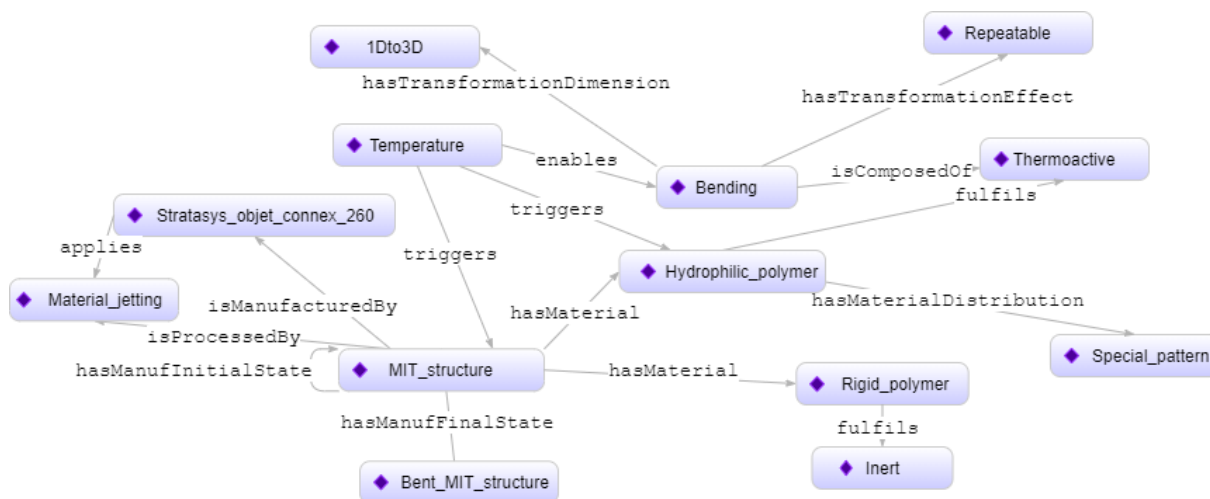 Repeatable
1Dto3D
hasTransformationDimension
hasTransformationEffect
Temperature
enables
Thermoactive
isComposedOf
Bending
fulfils
triggers
Stratasys_objet_connex_260
applies
triggers
Hydrophilic_polymer
Material_jetting
isManufacturedBy
hasMaterialDistribution
hasMaterial
isProcessedBy
Special_pattern
hasManufInitialState
MIT_structure
hasMaterial
Rigid_polymer
hasManufFinalState
fulfils
Inert
Bent_MIT_structure